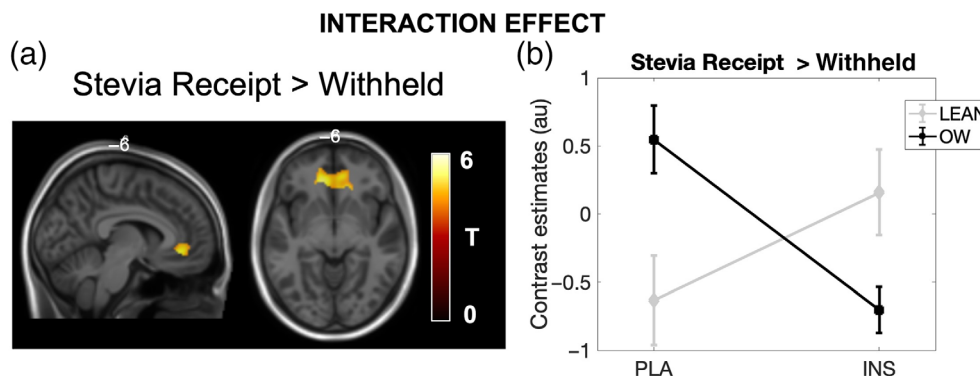 INTERACTION EFFECT
(a)
Stevia Receipt > Withheld
-6
-6
6
T
0
(b)
Stevia Receipt > Withheld
Contrast estimates (au)
1
0.5
0
-0.5
-1
PLA
INS
LEAN
OW